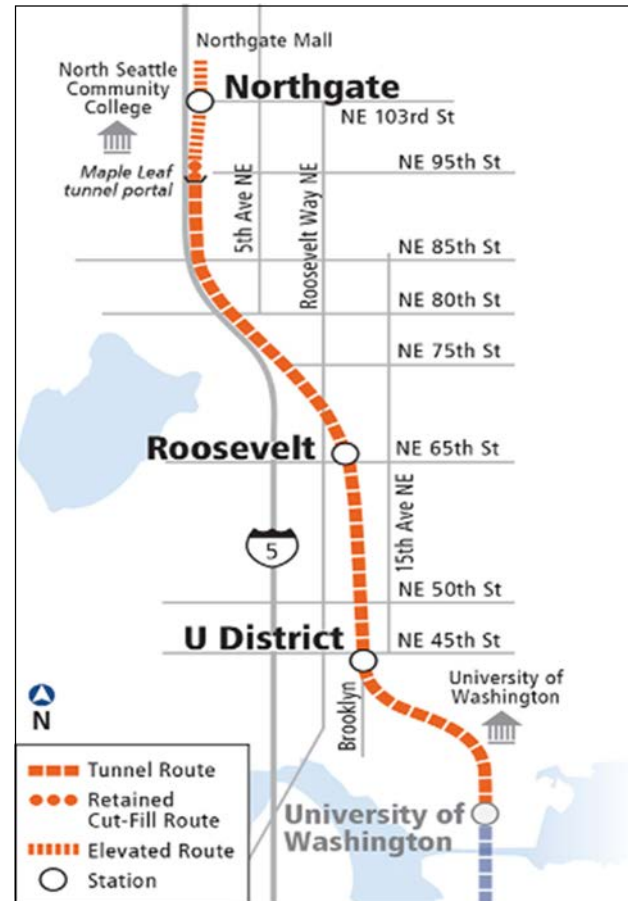 Northgate Mall
North Seattle
Community
College
Northgate
NE 103rd St
Maple Leaf
tunnel portal
NE 95th St
5th Ave NE
Roosevelt Way NE
NE 85th St
NE 80th St
NE 75th St
Roosevelt
NE 65th St
15th Ave NE
5
NE 50th St
U District
NE 45th St
University of
Washington
Brooklyn
N
Tunnel Route
Retained
Cut-Fill Route
Elevated Route
Station
University of
Washington